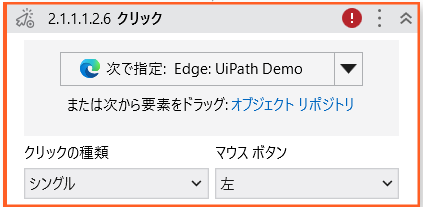 2.1.1.1.2.6 クリック
次で指定: Edge: UiPath Demo
または次から要素をドラッグ: オブジェクト リポジトリ
クリックの種類 マウス ボタン
シングル 左